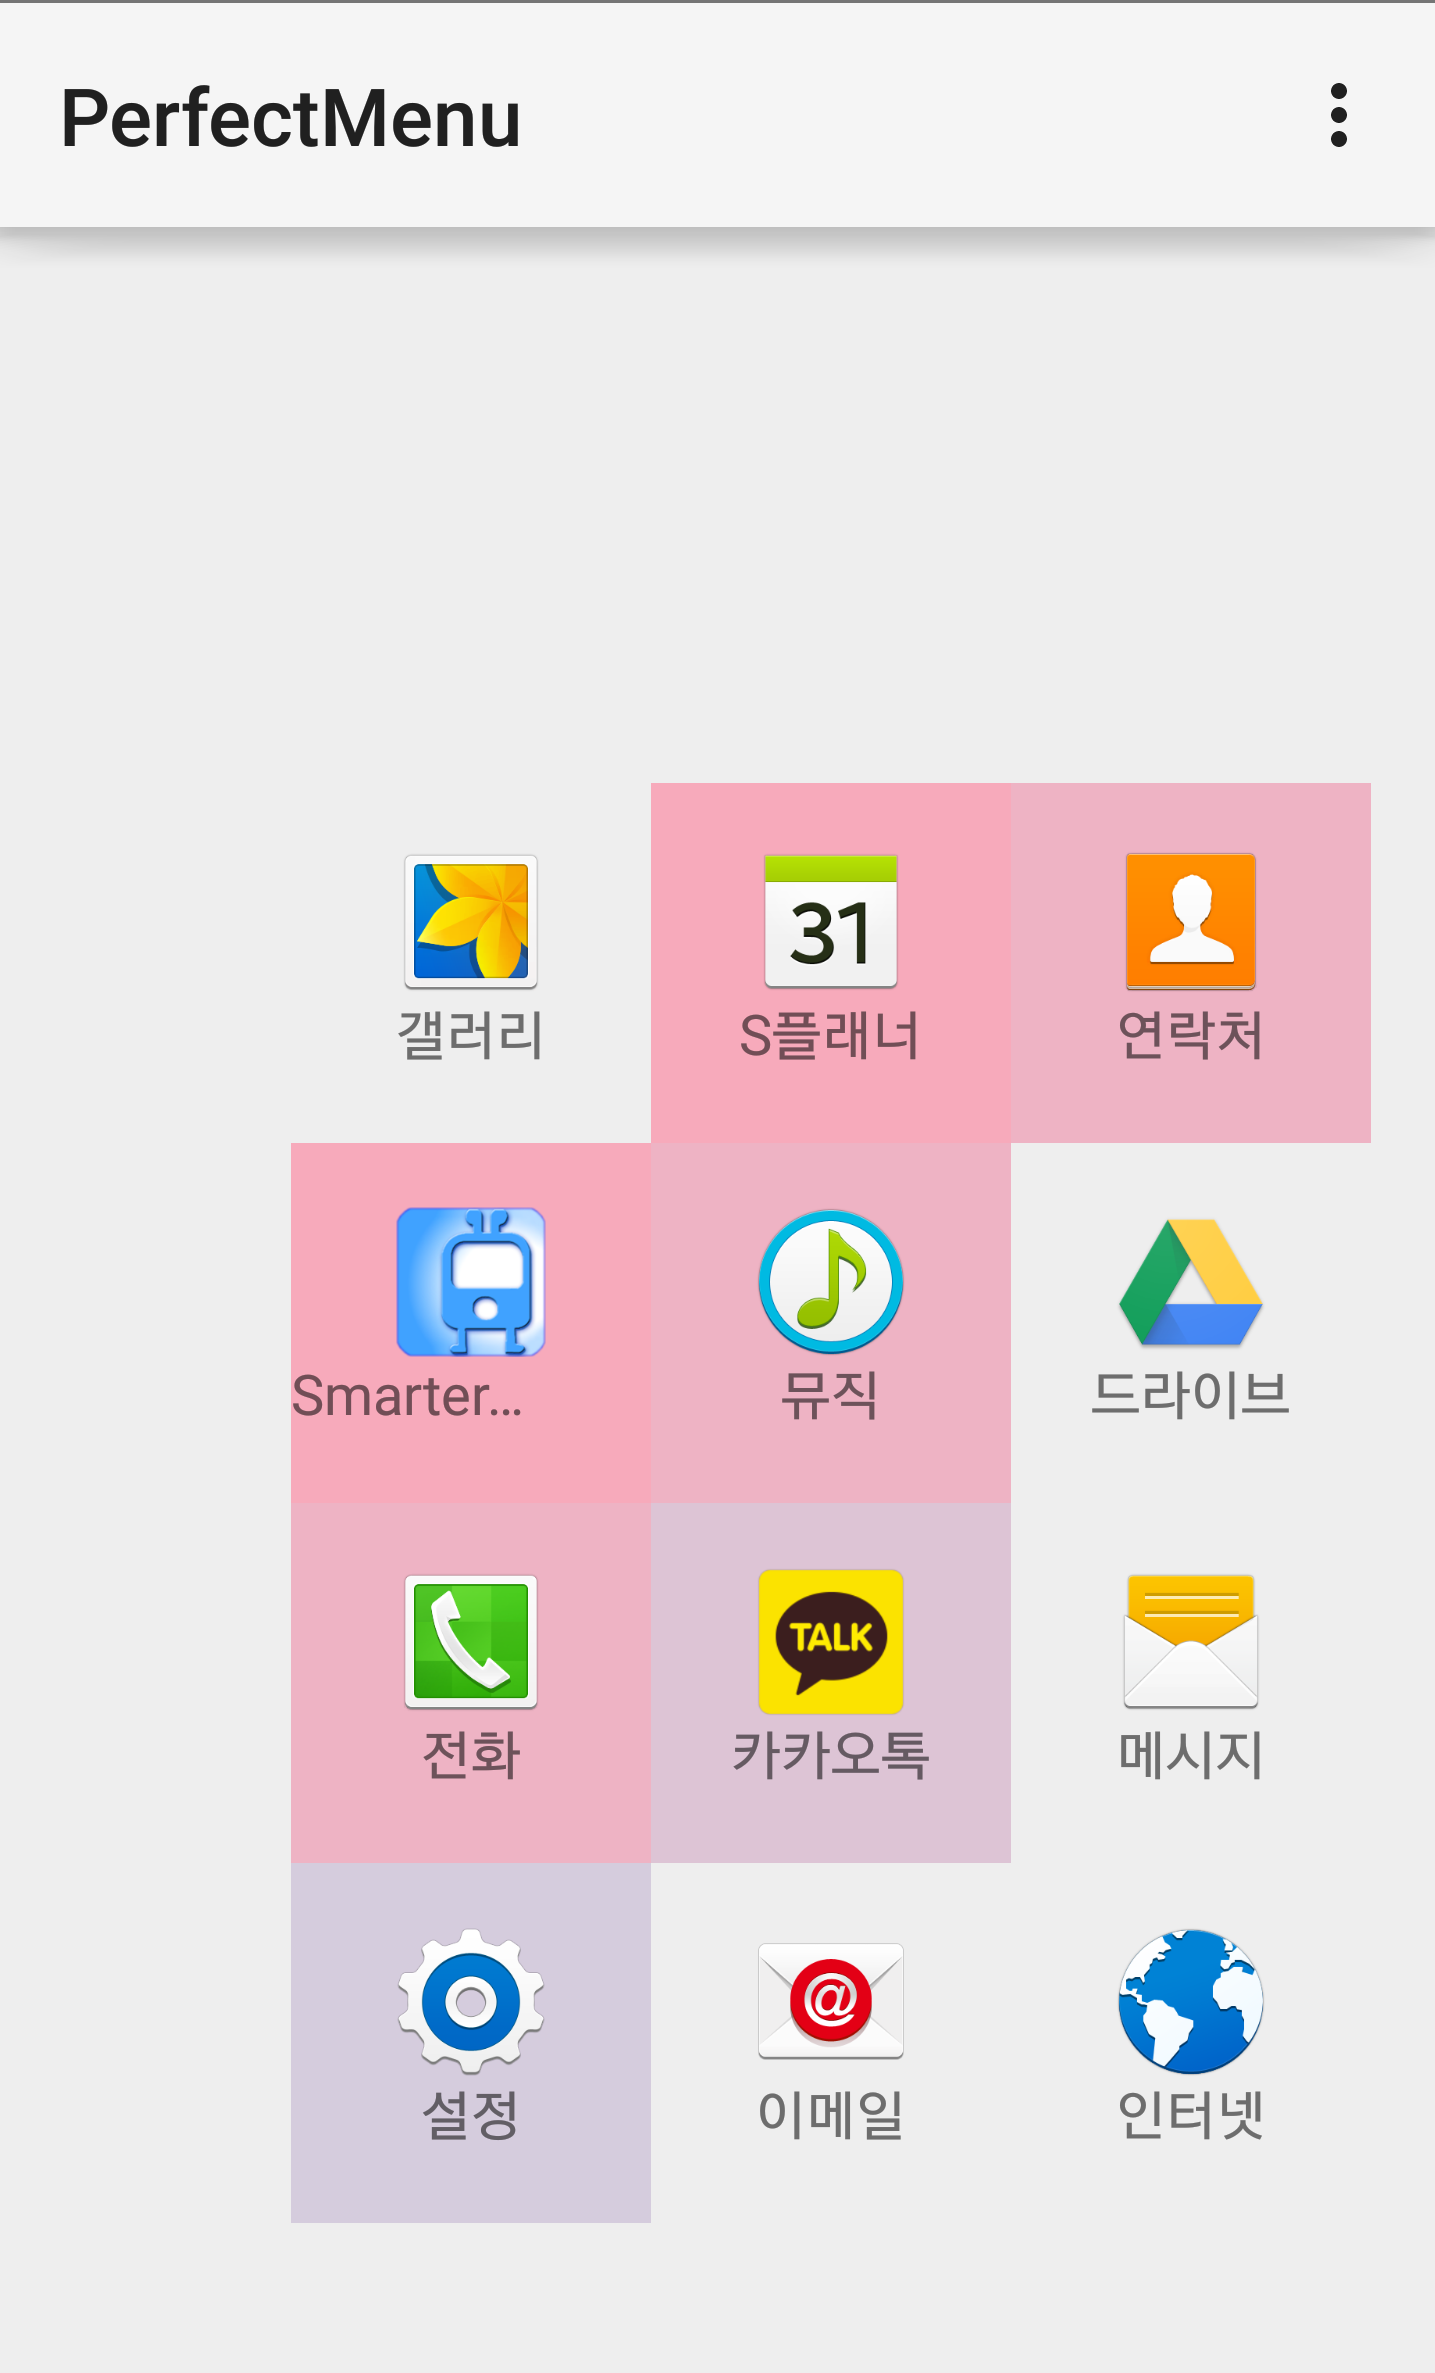 PerfectMenu
31
갤러리
S플래너
연락처
Smarter...
뮤직
드라이브
TALK
전화
카카오톡
메시지
@
설정
이메일
인터넷